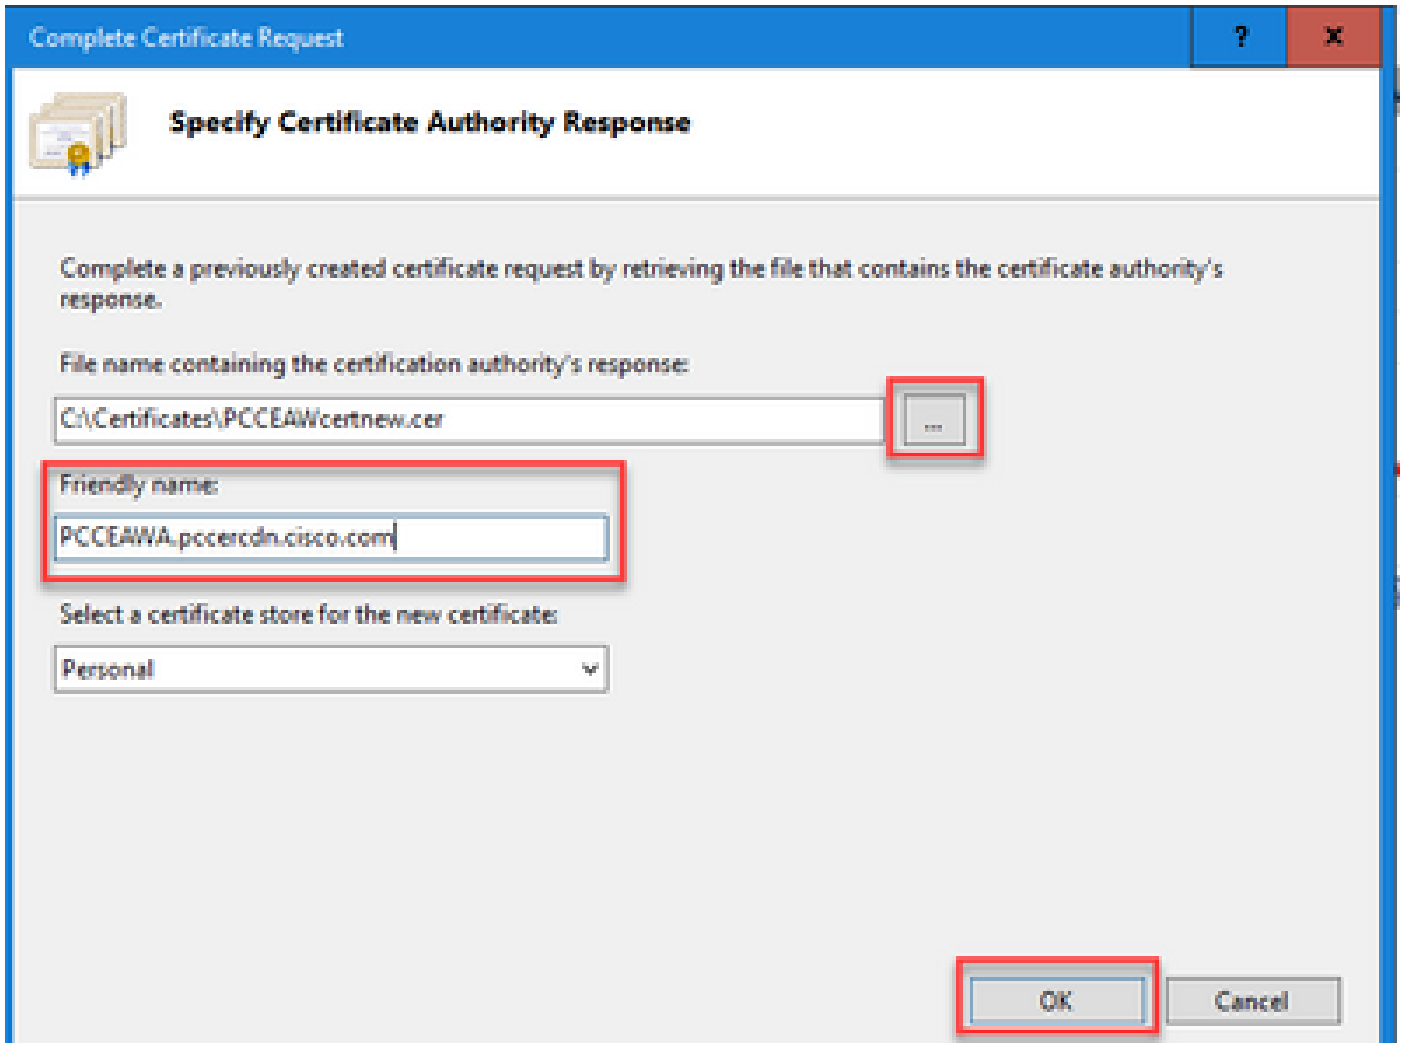 Complete Certificate Request
?
x
Specify Certificate Authority Response
Complete a previously created certificate request by retrieving the file that contains the certificate authority's
response.
File name containing the certification authority's response:
C:\Certificates\PCCEAWcertnew.cer
...
Friendly name:
PCCEAWA.pccercdn.cisco.com
Select a certificate store for the new certificate:
Personal
OK
Cancel